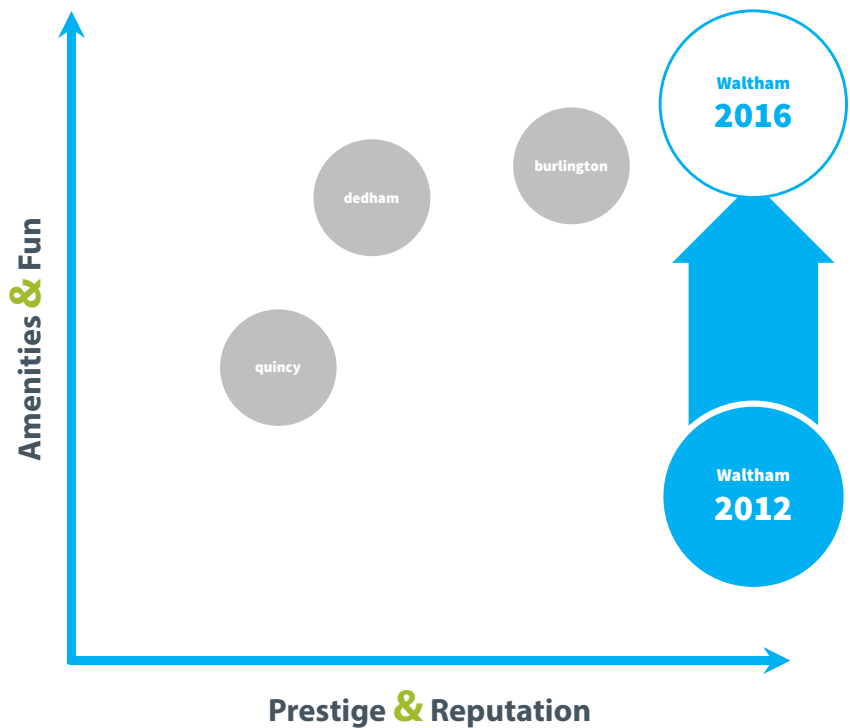 Waltham
2016
burlington
dedham
Amenities & Fun
quincy
Waltham
2012
Prestige & Reputation